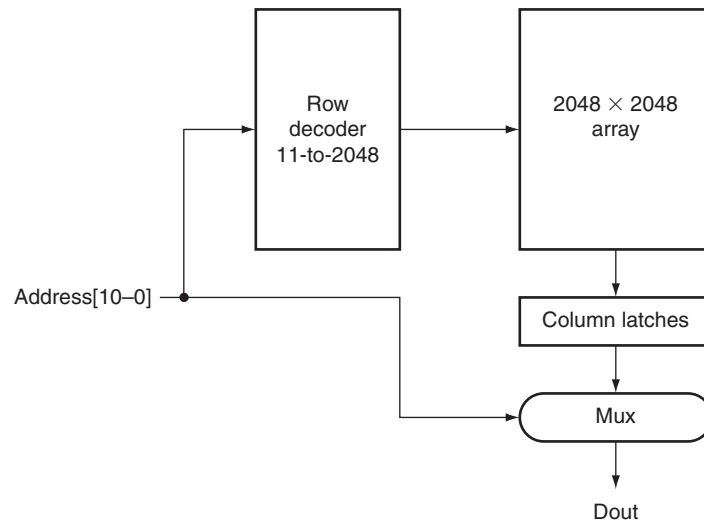 Row
decoder
11-to-2048
2048 × 2048
array
Address[10–0]
Column latches
Mux
Dout